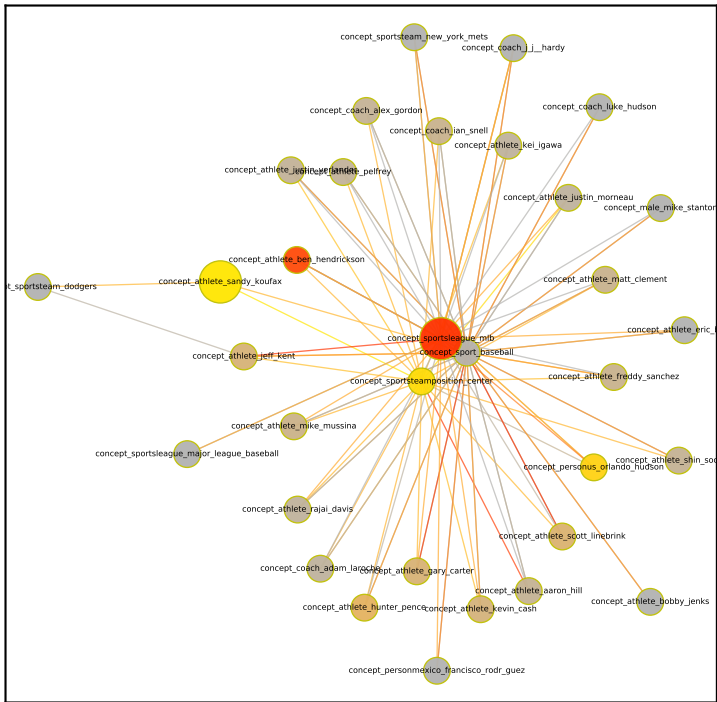 concept_sportsteam_new_york_mets
concept_coach_j_j__hardy
concept_coach_luke_hudson
concept_coach_alex_gordon
concept_coach_ian_snell
concept_athlete_kei_igawa
concept_athlete_pelfrey
concept_athlete_justin_morneau
concept_male_mike_stanton
concept_athlete_ben_hendrickson
concept_athlete_sandy_koufax
t_sportsteam_dodgers
concept_athlete_matt_clement
concept_athlete_eric_
concept_sportsleague_mlb
concept_sport_baseball
concept_athlete_jeff_kent
concept_sportsteamposition_center
concept_athlete_freddy_sanchez
concept_athlete_mike_mussina
concept_sportsleague_major_league_baseball
concept_athlete_shin_soo
concept_personus_orlando_hudson
concept_athlete_rajai_davis
concept_athlete_scott_linebrink
concept_coach_adam_laroche
concept_athlete_gary_carter
concept_athlete_aaron_hill
concept_athlete_bobby_jenks
concept_athlete_hunter_pence
concept_athlete_kevin_cash
concept_personmexico_francisco_rodr_guez